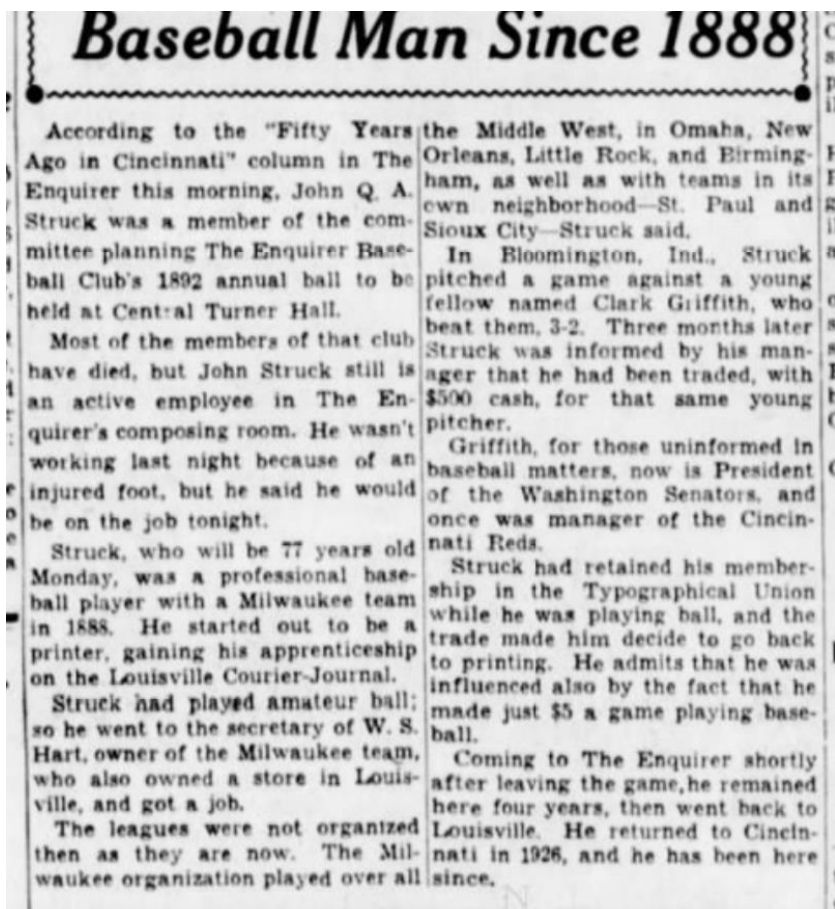 Baseball Man Since 1888
According to the "Fifty Years
Ago in Cincinnati" column in The
Enquirer this morning, John Q. A.
Struck was a member of the com-
mittee planning The Enquirer Base-
ball Club's 1892 annual ball to be
held at Central Turner Hall.
Most of the members of that club
have died, but John Struck still is
an active employee in The En-
quirer's composing room. He wasn't
working last night because of an
injured foot, but he said he would
be on the job tonight.
Struck, who will be 77 years old
Monday, was a professional base-
ball player with a Milwaukee team
in 1888. He started out to be a
printer, gaining his apprenticeship
on the Louisville Courier-Journal.
Struck had played amateur ball;
so he went to the secretary of W. S.
Hart, owner of the Milwaukee team,
who also owned a store in Louis-
ville, and got a job.
The leagues were not organized
then as they are now. The Mil-
waukee organization played over all
the Middle West, in Omaha, New
Orleans, Little Rock, and Birming-
ham, as well as with teams in its
own neighborhood—St. Paul and
Sioux City—Struck said.
In Bloomington, Ind., Struck
pitched a game against a young
fellow named Clark Griffith, who
beat them, 3-2. Three months later
Struck was informed by his man-
ager that he had been traded, with
$500 cash, for that same young
pitcher.
Griffith, for those uninformed in
baseball matters, now is President
of the Washington Senators, and
once was manager of the Cincin-
nati Reds.
Struck had retained his member-
ship in the Typographical Union
while he was playing ball, and the
trade made him decide to go back
to printing. He admits that he was
influenced also by the fact that he
made just $5 a game playing base-
ball.
Coming to The Enquirer shortly
after leaving the game, he remained
here four years, then went back to
Louisville. He returned to Cincin-
nati in 1926, and he has been here
since.